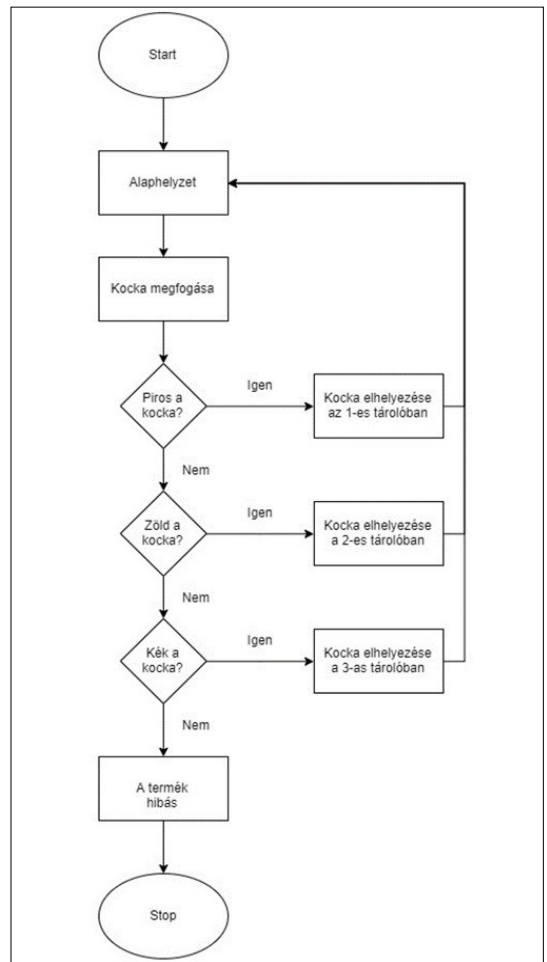 Start
Alaphelyzet
Kocka megfogása
Piros a
kocka?
Igen
Kocka elhelyezése
az 1-es tárolóban
Nem
Zöld a
kocka?
Igen
Kocka elhelyezése
a 2-es tárolóban
Nem
Kék a
kocka?
Igen
Kocka elhelyezése
a 3-as tárolóban
Nem
A termék
hibás
Stop